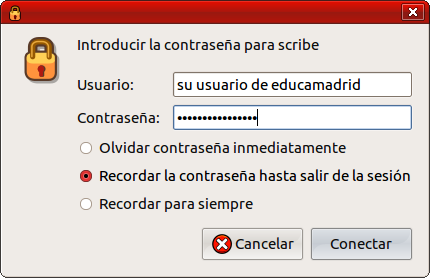 Introducir la contraseña para scribe
Usuario: su usuario de educamadrid
Contraseña: ••••••••••••••••
Olvidar contraseña inmediatamente
Recordar la contraseña hasta salir de la sesión
Recordar para siempre
Cancelar Conectar